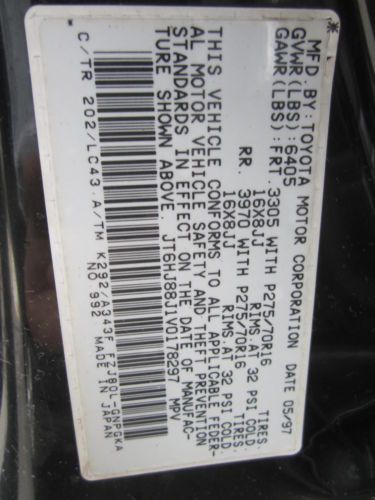 MFD. BY: TOYOTA MOTOR CORPORATION DATE 05/97
GVWR(LBS):6405
GAWR(LBS):FRT. 3305 WITH P275/70R16 TIRES.
16X8JJ RIMS.AT 32 PSI COLD
RR. 3970 WITH P275/70R16 TIRES.
16X8JJ RIMS.AT 32 PSI COLD
THIS VEHICLE CONFORMS TO ALL APPLICABLE FEDER-
AL MOTOR VEHICLE SAFETY AND THEFT PREVENTION
STANDARDS IN EFFECT ON THE DATE OF MANUFAC-
TURE SHOWN ABOVE. JT6HJ88J1V0178297 MPV
C/TR 202/LC43.A/TM K292/A343F FZJ80L-GNPGKA
NO.992 MADE IN JAPAN